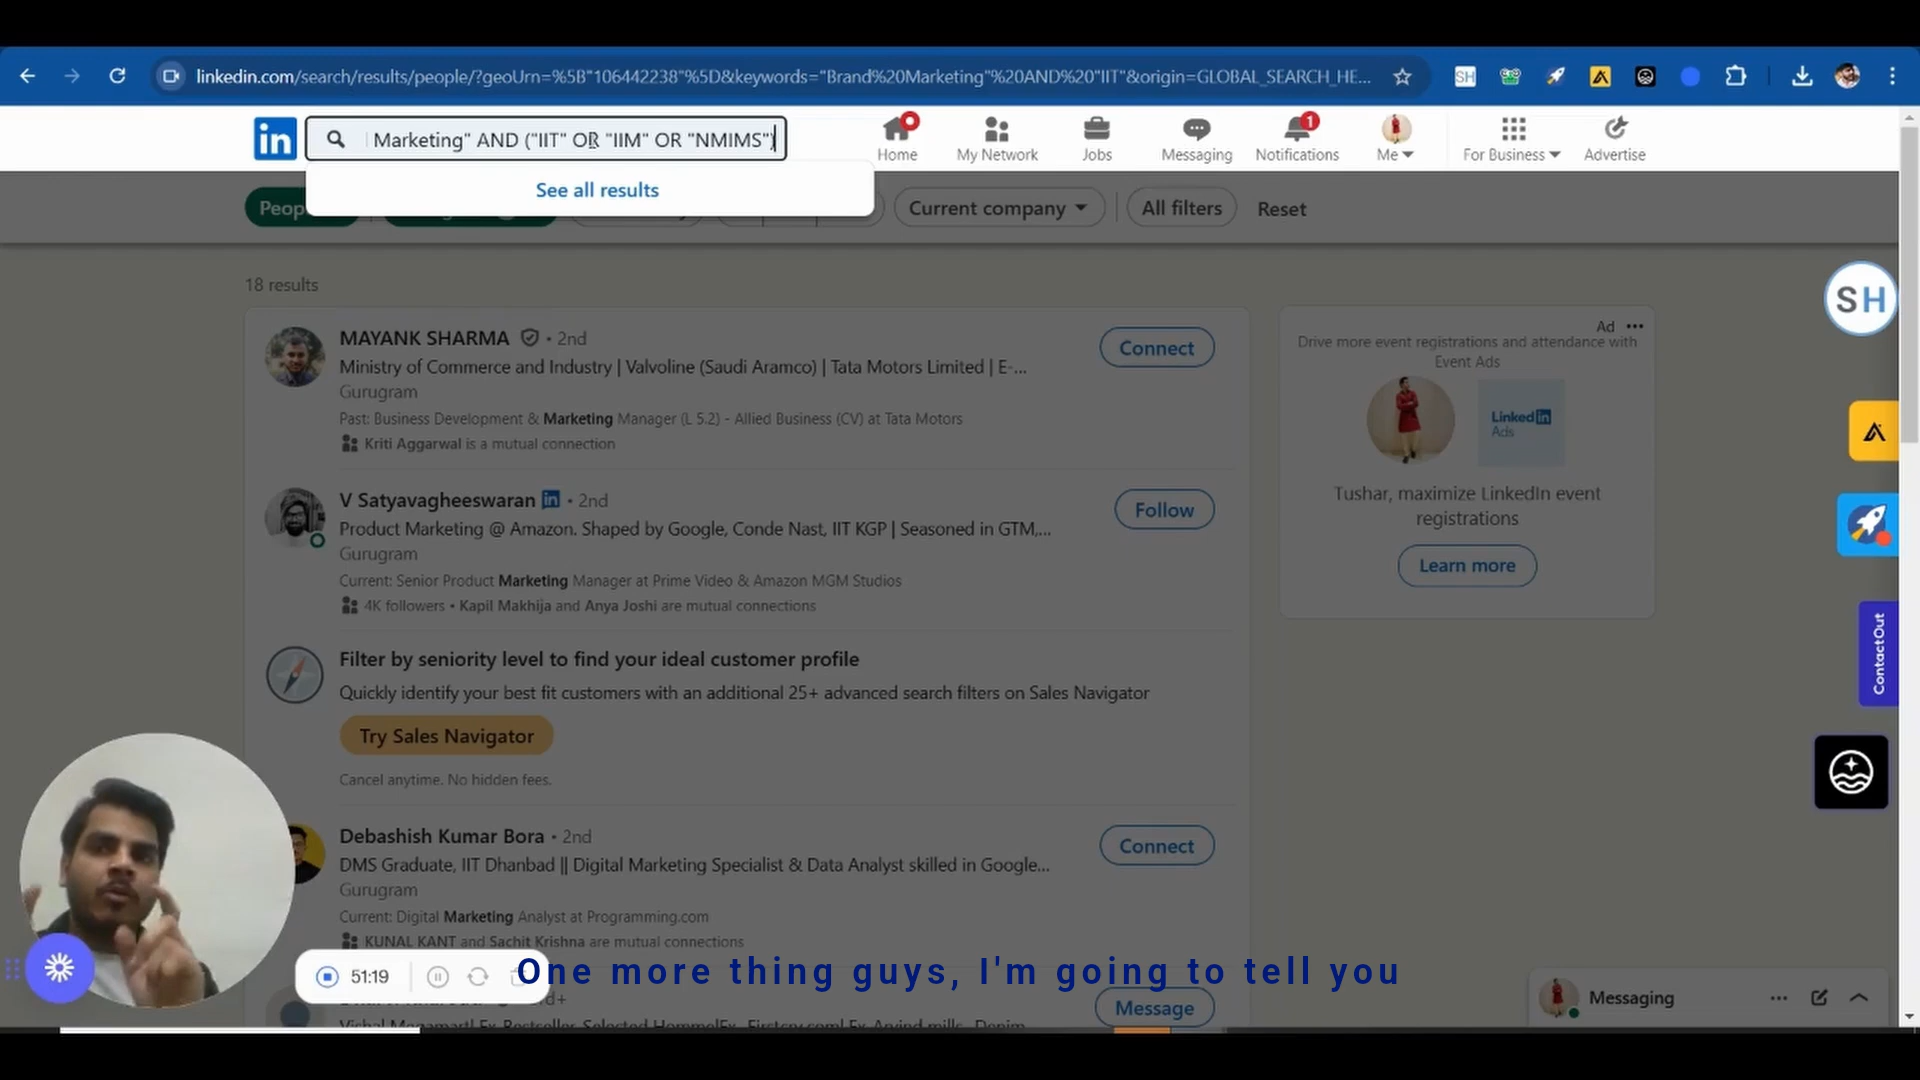 linkedin.com/search/results/people/?geoUrn=%5B"106442238"%5D&keywords="Brand%20Marketing"%20AND%20"IIT"&origin=GLOBAL_SEARCH_HE...
SH
in
Marketing" AND ("IIT" OR "IIM" OR "NMIMS")
Home
My Network
Jobs
Messaging
1
Notifications
Me
For Business
Advertise
See all results
Current company
All filters
Reset
18 results
MAYANK SHARMA • 2nd
Ministry of Commerce and Industry | Valvoline (Saudi Aramco) | Tata Motors Limited | E-...
Gurugram
Past: Business Development & Marketing Manager (L 5.2) - Allied Business (CV) at Tata Motors
Kriti Aggarwal is a mutual connection
Connect
V Satyavagheeswaran in • 2nd
Product Marketing @ Amazon. Shaped by Google, Conde Nast, IIT KGP | Seasoned in GTM,...
Gurugram
Current: Senior Product Marketing Manager at Prime Video & Amazon MGM Studios
4K followers • Kapil Makhija and Anya Joshi are mutual connections
Follow
Filter by seniority level to find your ideal customer profile
Quickly identify your best fit customers with an additional 25+ advanced search filters on Sales Navigator
Try Sales Navigator
Cancel anytime. No hidden fees.
Debashish Kumar Bora • 2nd
DMS Graduate, IIT Dhanbad || Digital Marketing Specialist & Data Analyst skilled in Google...
Gurugram
Current: Digital Marketing Analyst at Programming.com
KUNAL KANT and Sachit Krishna are mutual connections
Connect
Message
Ad
Drive more event registrations and attendance with
Event Ads
Linkedin
Ads
Tushar, maximize LinkedIn event
registrations
Learn more
SH
ContactOut
51:19
One more thing guys, I'm going to tell you
Messaging